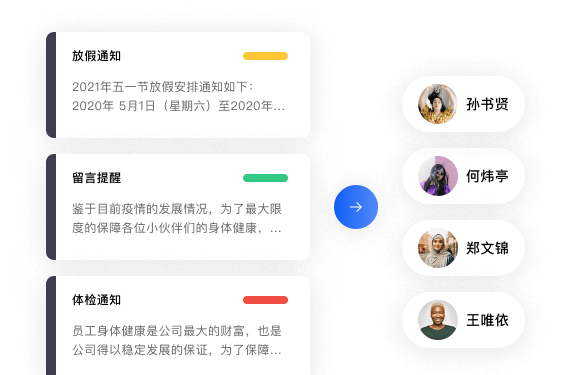 放假通知
2021年五一节放假安排通知如下：
2020年 5月1日（星期六）至2020年...
留言提醒
鉴于目前疫情的发展情况，为了最大限
度的保障各位小伙伴们的身体健康，...
体检通知
员工身体健康是公司最大的财富，也是
公司得以稳定发展的保证，为了保障...
孙书贤
何炜亭
郑文锦
王唯依